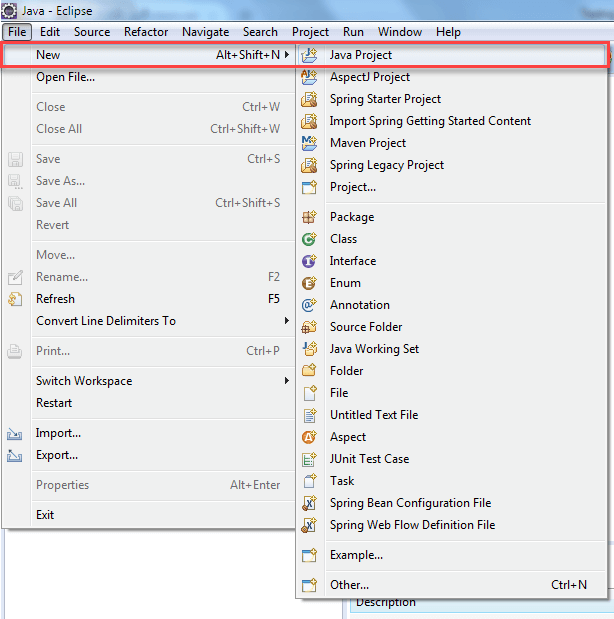 Java - Eclipse
File Edit Source Refactor Navigate Search Project Run Window Help
New Alt+Shift+N
Open File...
Close Ctrl+W
Close All Ctrl+Shift+W
Save Ctrl+S
Save As...
Save All Ctrl+Shift+S
Revert
Move...
Rename... F2
Refresh F5
Convert Line Delimiters To
Print... Ctrl+P
Switch Workspace
Restart
Import...
Export...
Properties Alt+Enter
Exit
Java Project
AspectJ Project
Spring Starter Project
Import Spring Getting Started Content
Maven Project
Spring Legacy Project
Project...
Package
Class
Interface
Enum
Annotation
Source Folder
Java Working Set
Folder
File
Untitled Text File
Aspect
JUnit Test Case
Task
Spring Bean Configuration File
Spring Web Flow Definition File
Example...
Other... Ctrl+N
Description